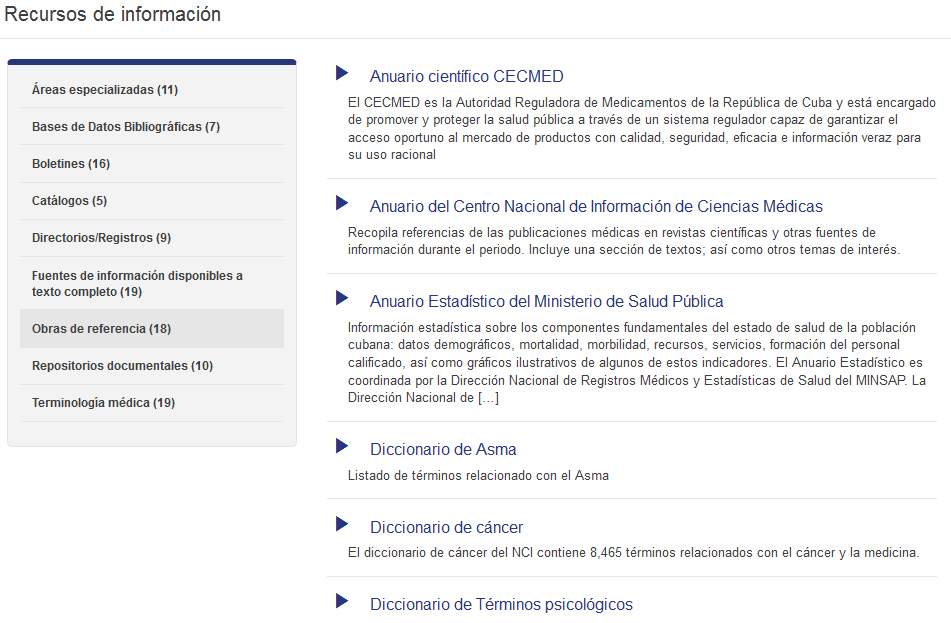 Recursos de información
Áreas especializadas (11)
Bases de Datos Bibliográficas (7)
Boletines (16)
Catálogos (5)
Directorios/Registros (9)
Fuentes de información disponibles a
texto completo (19)
Obras de referencia (18)
Repositorios documentales (10)
Terminologia médica (19)
Anuario científico CECMED
El CECMED es la Autoridad Reguladora de Medicamentos de la República de Cuba y está encargado
de promover y proteger la salud pública a través de un sistema regulador capaz de garantizar el
acceso oportuno al mercado de productos con calidad, seguridad, eficacia e información veraz para
su uso racional
Anuario del Centro Nacional de Información de Ciencias Médicas
Recopila referencias de las publicaciones médicas en revistas científicas y otras fuentes de
información durante el periodo. Incluye una sección de textos; así como otros temas de interés.
Anuario Estadístico del Ministerio de Salud Pública
Información estadística sobre los componentes fundamentales del estado de salud de la población
cubana: datos demográficos, mortalidad, morbilidad, recursos, servicios, formación del personal
calificado, así como gráficos ilustrativos de algunos de estos indicadores. El Anuario Estadístico es
coordinada por la Dirección Nacional de Registros Médicos y Estadísticas de Salud del MINSAP. La
Dirección Nacional de […]
Diccionario de Asma
Listado de términos relacionado con el Asma
Diccionario de cáncer
El diccionario de cáncer del NCI contiene 8,465 términos relacionados con el cáncer y la medicina.
Diccionario de Términos psicológicos